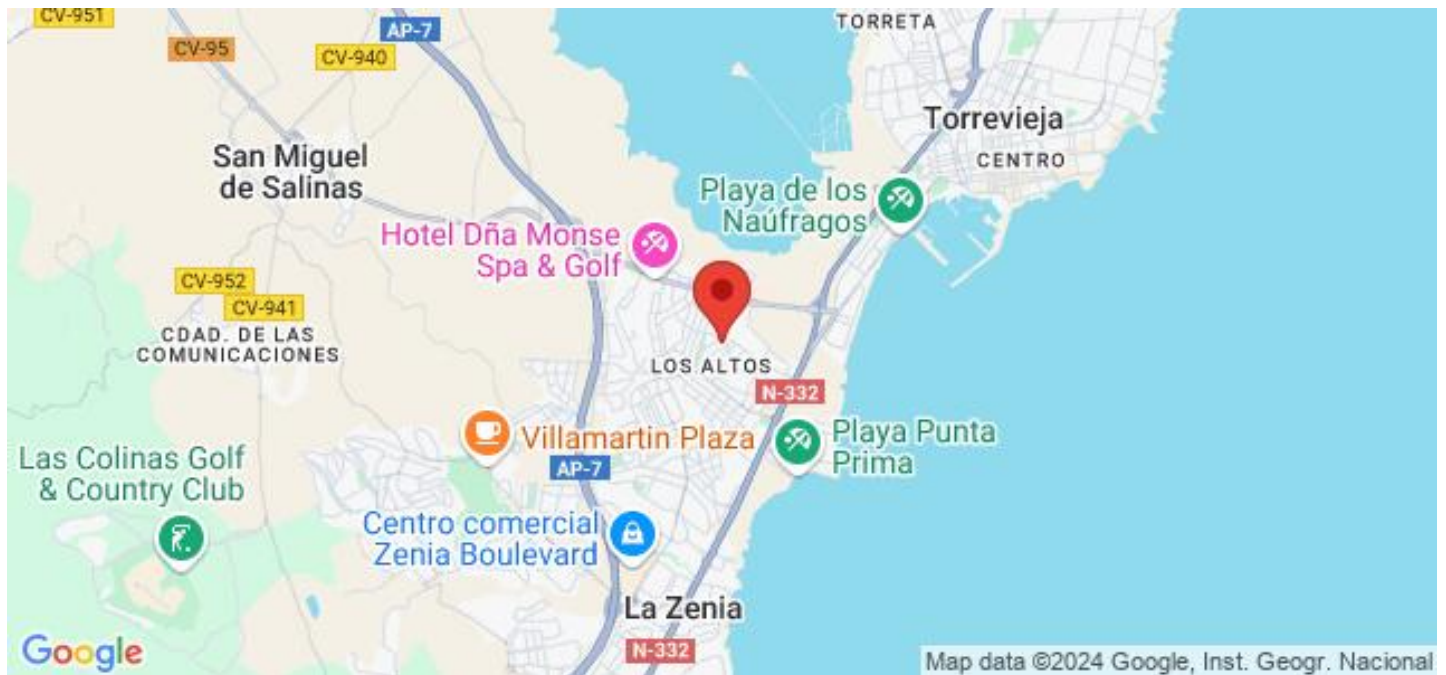 CV-951
TORRETA
AP-7
CV-95
CV-940
Torrevieja
CENTRO
San Miguel
de Salinas
Playa de los
Naúfragos
Hotel Dña Monse
Spa & Golf
CV-952
CV-941
CDAD. DE LAS
COMUNICACIONES
LOS ALTOS
N-332
Villamartin Plaza
Playa Punta
Prima
Las Colinas Golf
& Country Club
AP-7
Centro comercial
Zenia Boulevard
La Zenia
N-332
Google
Map data ©2024 Google, Inst. Geogr. Nacional